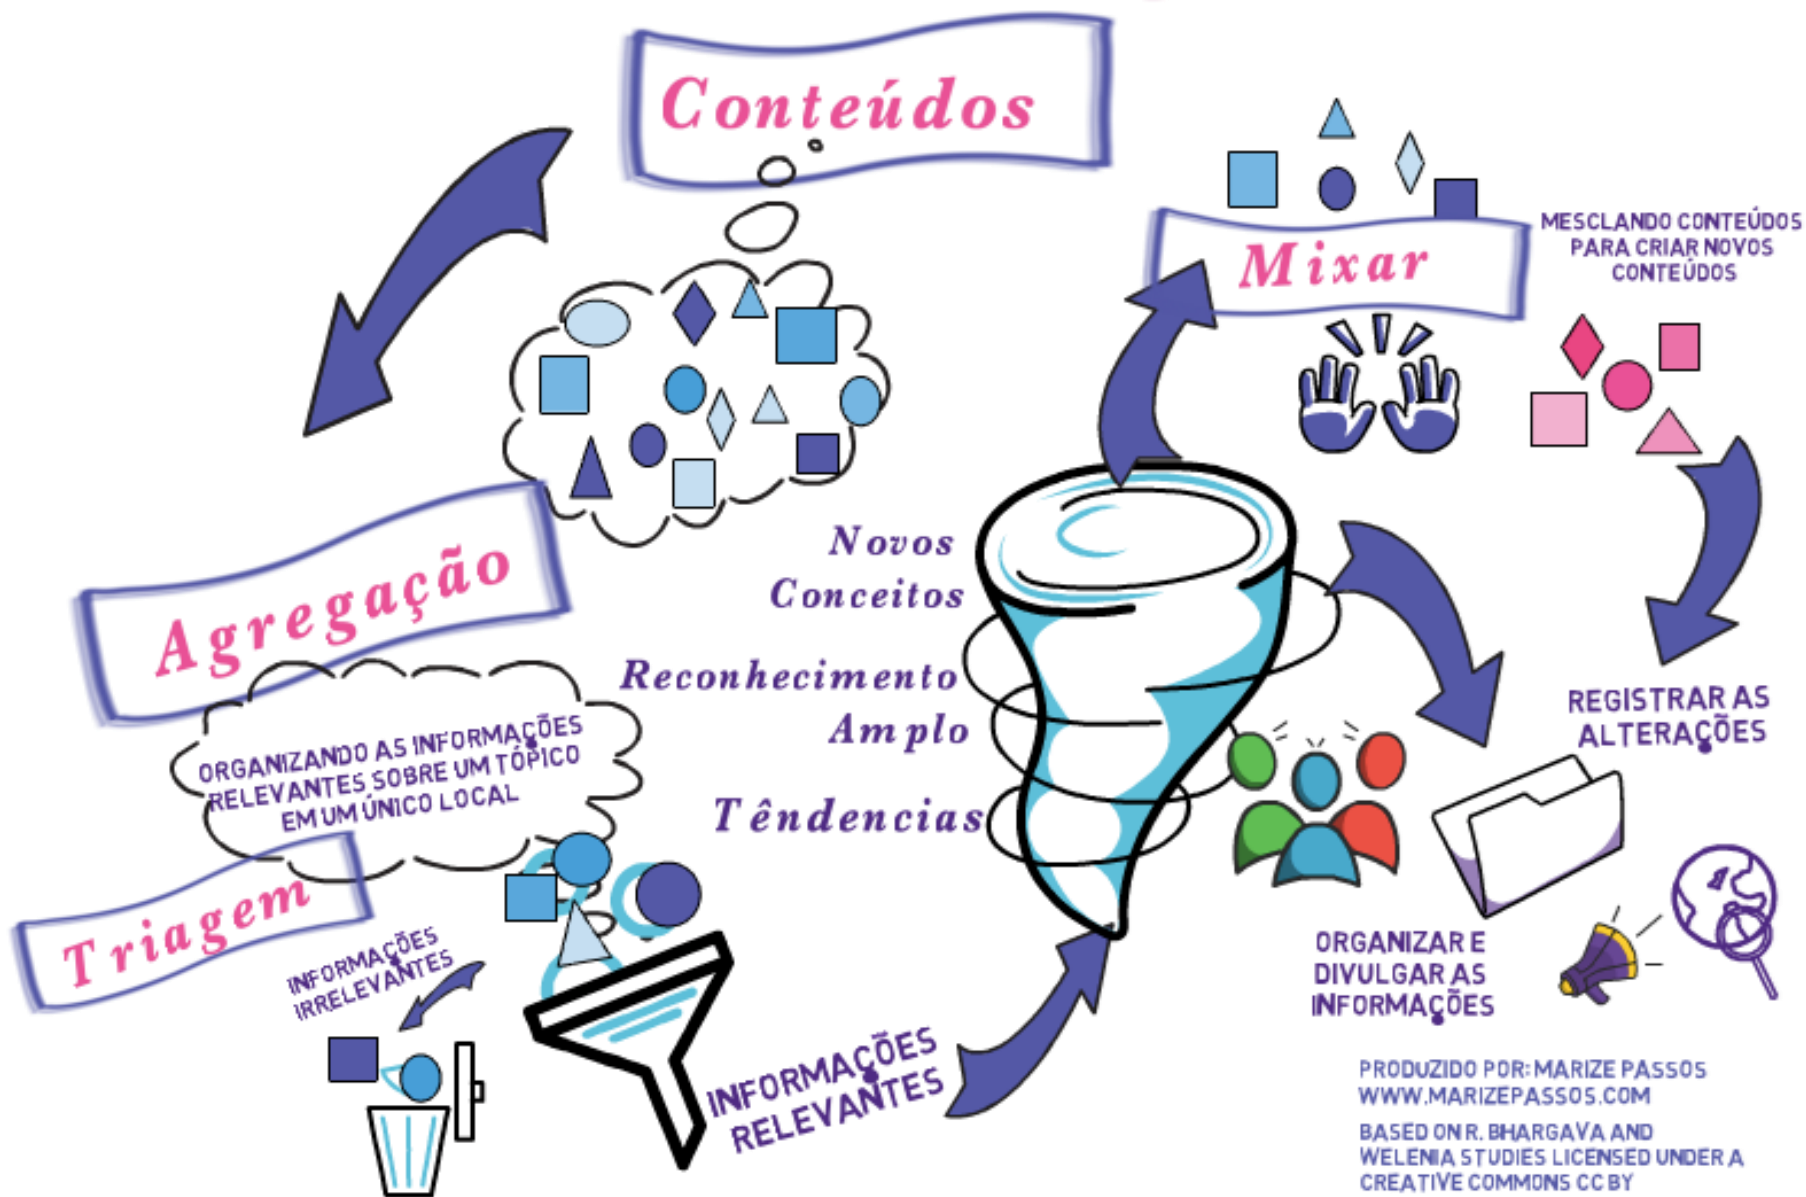 Conteúdos
Mixar
MESCLANDO CONTEÚDOS
PARA CRIAR NOVOS
CONTEÚDOS
Agregação
ORGANIZANDO AS INFORMAÇÕES
RELEVANTES SOBRE UM TÓPICO
EM UM ÚNICO LOCAL
Triagem
INFORMAÇÕES
IRRELEVANTES
INFORMAÇÕES
RELEVANTES
Novos
Conceitos
Reconhecimento
Amplo
Têndencias
REGISTRAR AS
ALTERAÇÕES
ORGANIZAR E
DIVULGAR AS
INFORMAÇÕES
PRODUZIDO POR: MARIZE PASSOS
WWW.MARIZEPASSOS.COM
BASED ON R. BHARGAVA AND
WELENIA STUDIES LICENSED UNDER A
CREATIVE COMMONS CC BY